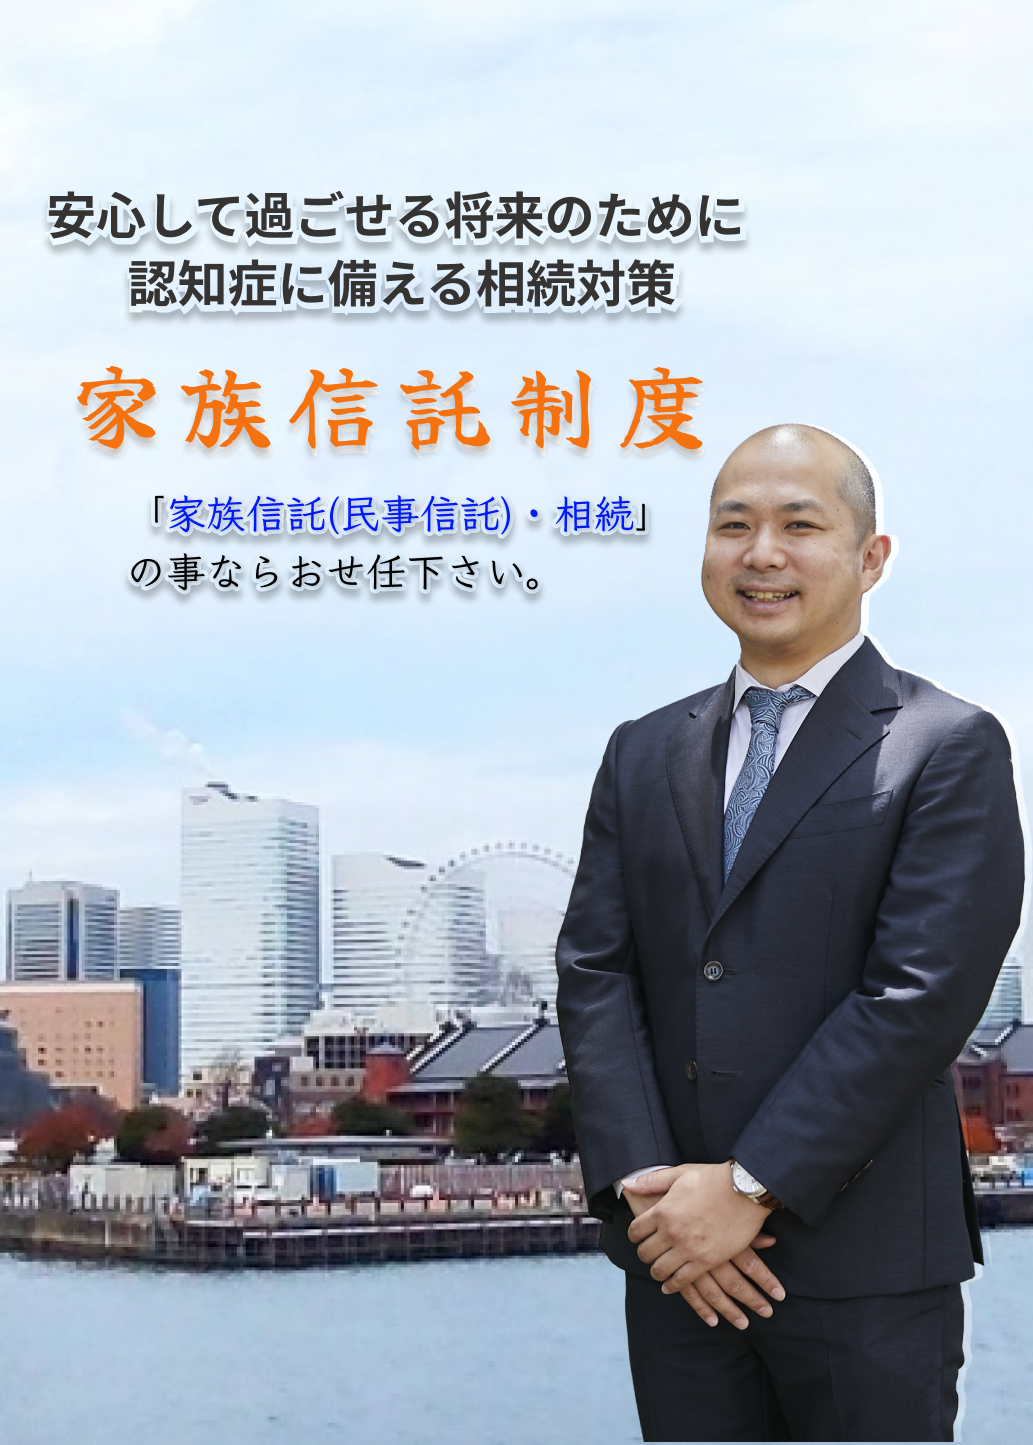 安心して過ごせる将来のために
認知症に備える相続対策
家族信託制度
「家族信託(民事信託)・相続」
の事ならおせ任下さい。